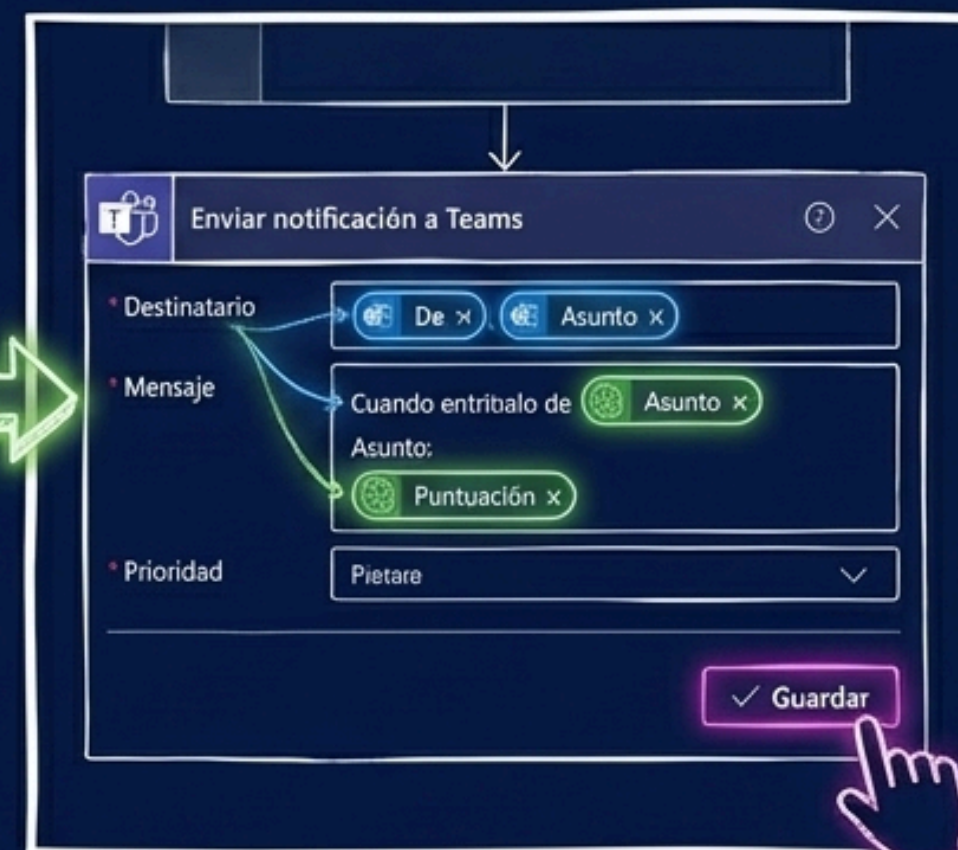 T
Enviar notificación a Teams
* Destinatario
De × Asunto ×
* Mensaje
Cuando entribalo de Asunto ×
Asunto:
Puntuación ×
* Prioridad
Pietare
✓ Guardar